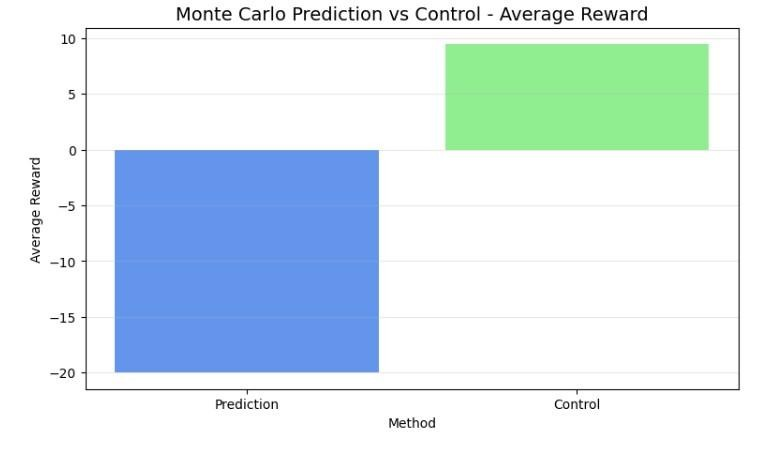 Monte Carlo Prediction vs Control - Average Reward
10
5
0
−5
−10
−15
−20
Average Reward
Prediction
Control
Method